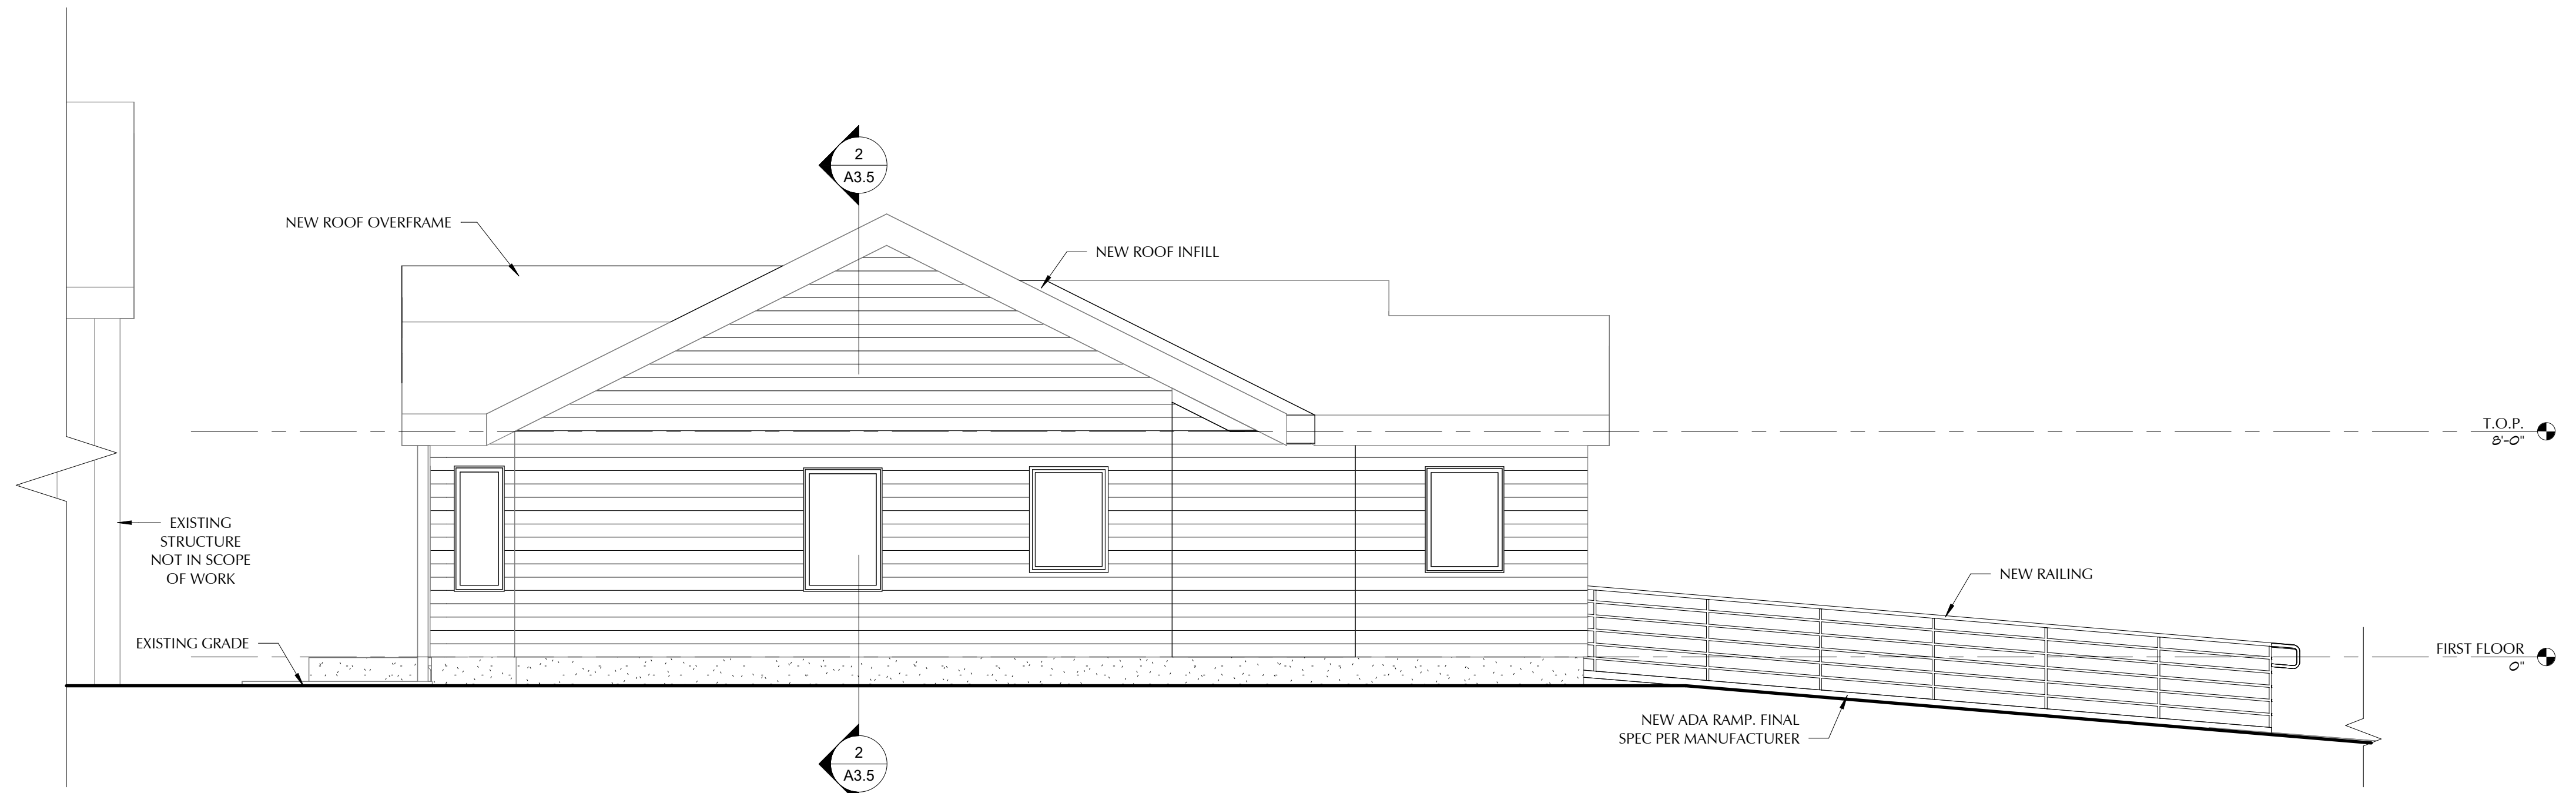 2
A3.5
NEW ROOF OVERFRAME
NEW ROOF INFILL
T.O.P.
8'-0"
EXISTING
STRUCTURE
NOT IN SCOPE
OF WORK
NEW RAILING
EXISTING GRADE
FIRST FLOOR
0"
NEW ADA RAMP. FINAL
SPEC PER MANUFACTURER
2
A3.5